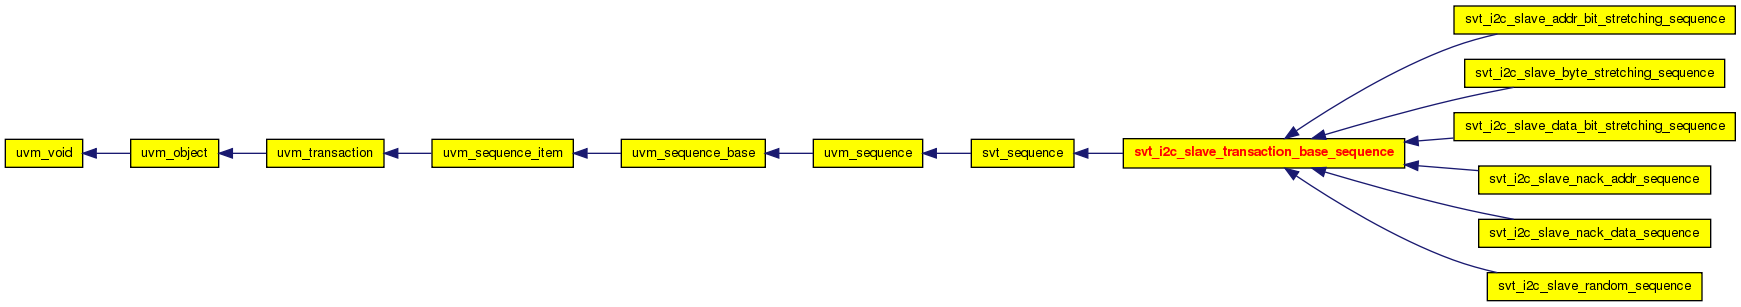 svt_i2c_slave_addr_bit_stretching_sequence
svt_i2c_slave_byte_stretching_sequence
svt_i2c_slave_data_bit_stretching_sequence
uvm_void
uvm_object
uvm_transaction
uvm_sequence_item
uvm_sequence_base
uvm_sequence
svt_sequence
svt_i2c_slave_transaction_base_sequence
svt_i2c_slave_nack_addr_sequence
svt_i2c_slave_nack_data_sequence
svt_i2c_slave_random_sequence